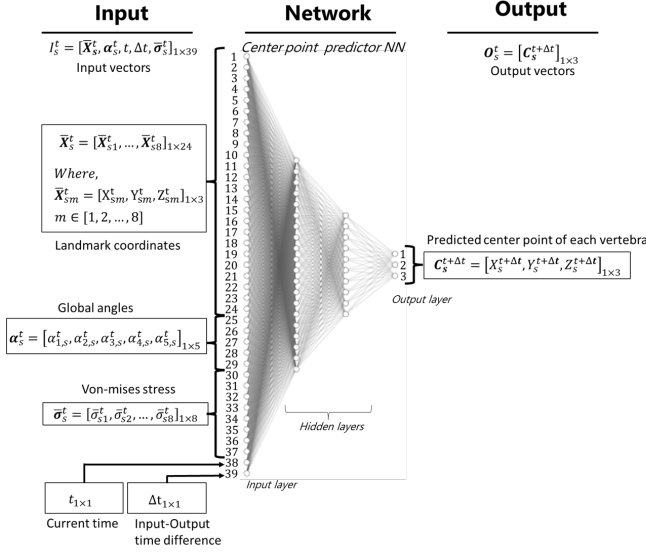 Input
Network
Output
I_s^t = [X̅_s^t, α_s^t, t, Δt, σ̅_s^t]_{1×39}
Input vectors
Center point predictor NN
O_s^t = [C_s^{t+Δt}]_{1×3}
Output vectors
X̅_s^t = [X̅_{s1}^t, …, X̅_{s8}^t]_{1×24}
Where,
X̅_{sm}^t = [X_{sm}^t, Y_{sm}^t, Z_{sm}^t]_{1×3}
m ∈ [1, 2, …, 8]
Landmark coordinates
Global angles
α_s^t = [α_{1,s}^t, α_{2,s}^t, α_{3,s}^t, α_{4,s}^t, α_{5,s}^t]_{1×5}
Von-mises stress
σ̅_s^t = [σ̅_{s1}^t, σ̅_{s2}^t, …, σ̅_{s8}^t]_{1×8}
t_{1×1}
Δt_{1×1}
Current time
Input-Output
time difference
1
2
3
4
5
6
7
8
9
10
11
12
13
14
15
16
17
18
19
20
21
22
23
24
25
26
27
28
29
30
31
32
33
34
35
36
37
38
39
Input layer
Hidden layers
1
2
3
Output layer
Predicted center point of each vertebra
C_s^{t+Δt} = [X_s^{t+Δt}, Y_s^{t+Δt}, Z_s^{t+Δt}]_{1×3}